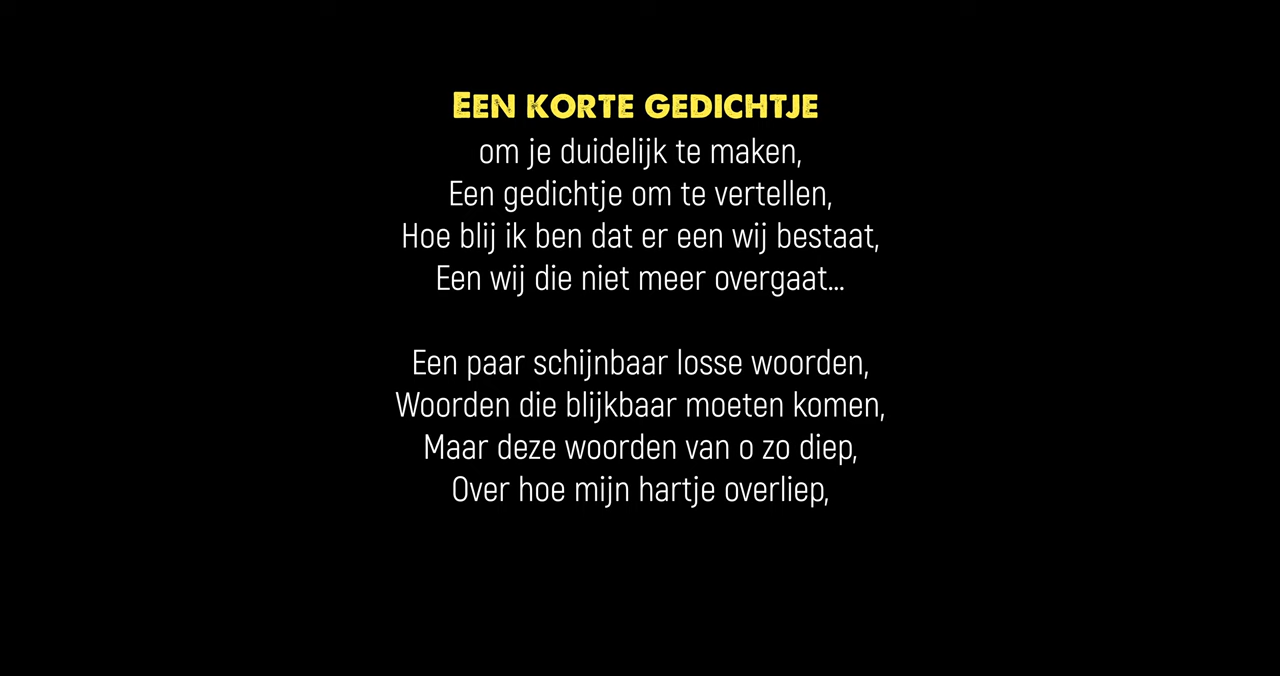 EEN KORTE GEDICHTJE
om je duidelijk te maken,
Een gedichtje om te vertellen,
Hoe blij ik ben dat er een wij bestaat,
Een wij die niet meer overgaat...
Een paar schijnbaar losse woorden,
Woorden die blijkbaar moeten komen,
Maar deze woorden van o zo diep,
Over hoe mijn hartje overliep,